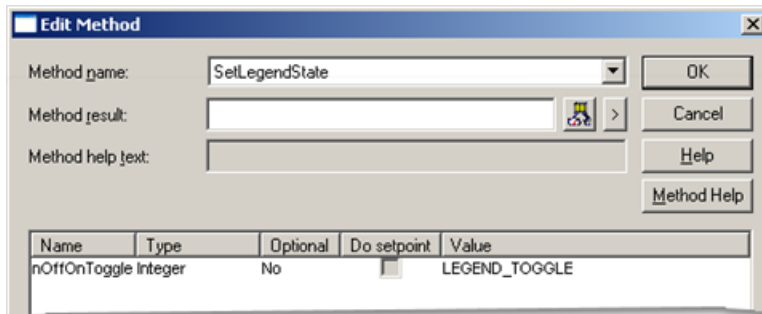 Edit Method
Method name: SetLegendState OK
Method result: > Cancel
Method help text: Help
Method Help
Name Type Optional Do setpoint Value
nOffOnToggle Integer No LEGEND_TOGGLE